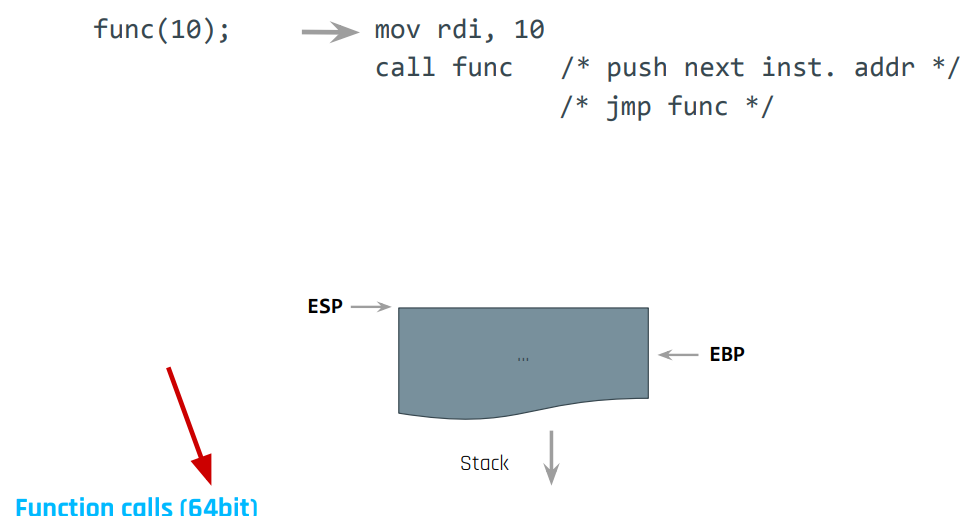 func(10);    mov rdi, 10
call func   /* push next inst. addr */
/* jmp func */
ESP
...
EBP
Stack
Function calls (64bit)